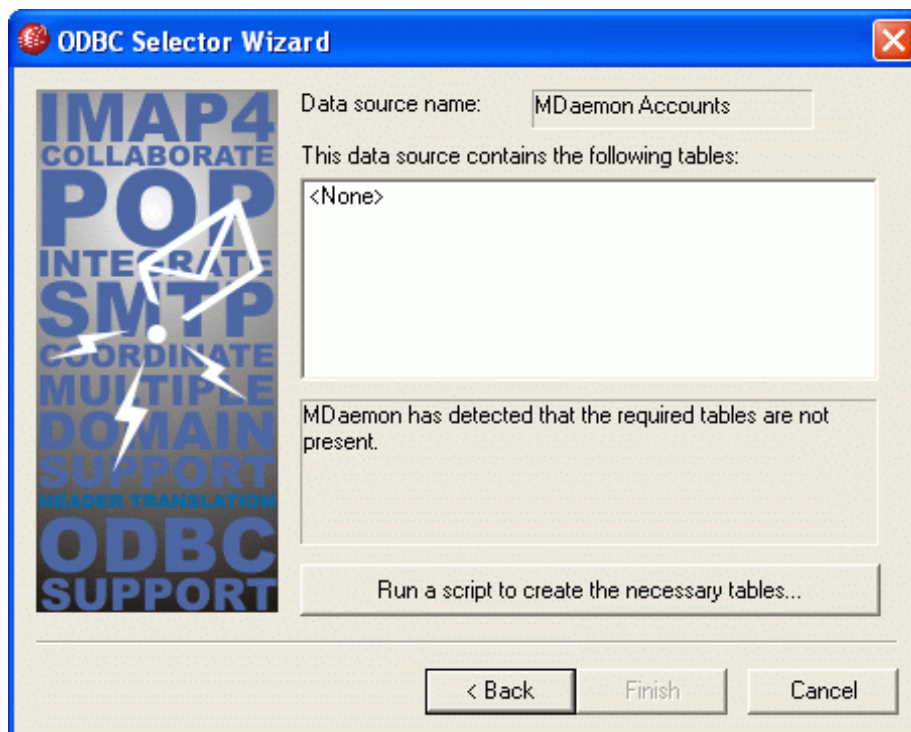 ODBC Selector Wizard
IMAP4
COLLABORATE
POP
INTEGRATE
SMTP
COORDINATE
MULTIPLE
DOMAIN
SUPPORT
HEADER TRANSLATION
ODBC
SUPPORT
Data source name: MDaemon Accounts
This data source contains the following tables:
<None>
MDaemon has detected that the required tables are not
present.
Run a script to create the necessary tables...
< Back Finish Cancel